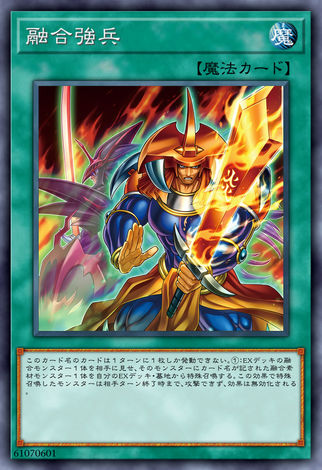 融合強兵
魔
【魔法カード】
このカード名のカードは１ターンに１枚しか発動できない。①：EXデッキの融
合モンスター１体を相手に見せ、そのモンスターにカード名が記された融合素
材モンスター１体を自分のEXデッキ・墓地から特殊召喚する。この効果で特殊
召喚したモンスターは相手ターン終了時まで、攻撃できず、効果は無効化される
。
61070601